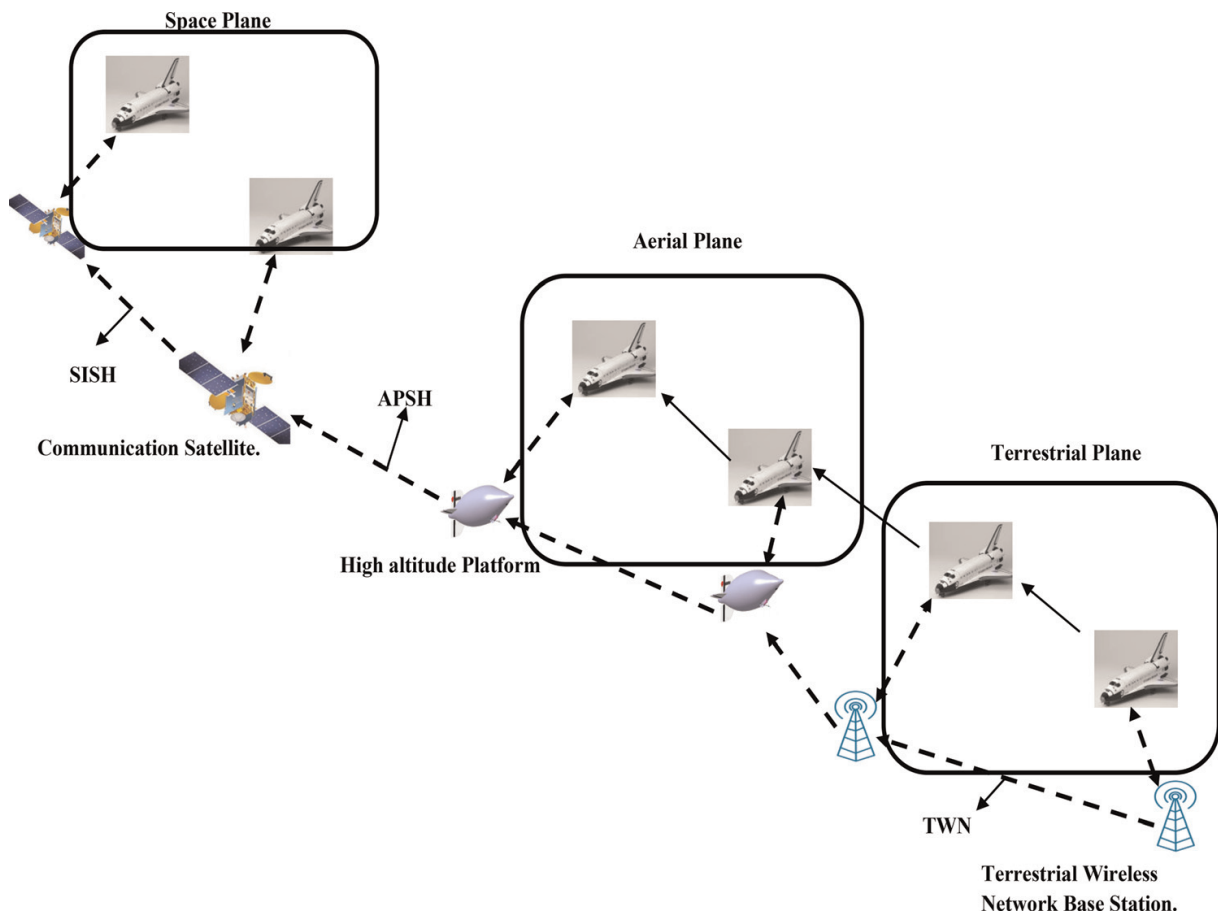 Space Plane
Aerial Plane
SISH
APSH
Communication Satellite.
Terrestrial Plane
High altitude Platform
TWN
Terrestrial Wireless
Network Base Station.